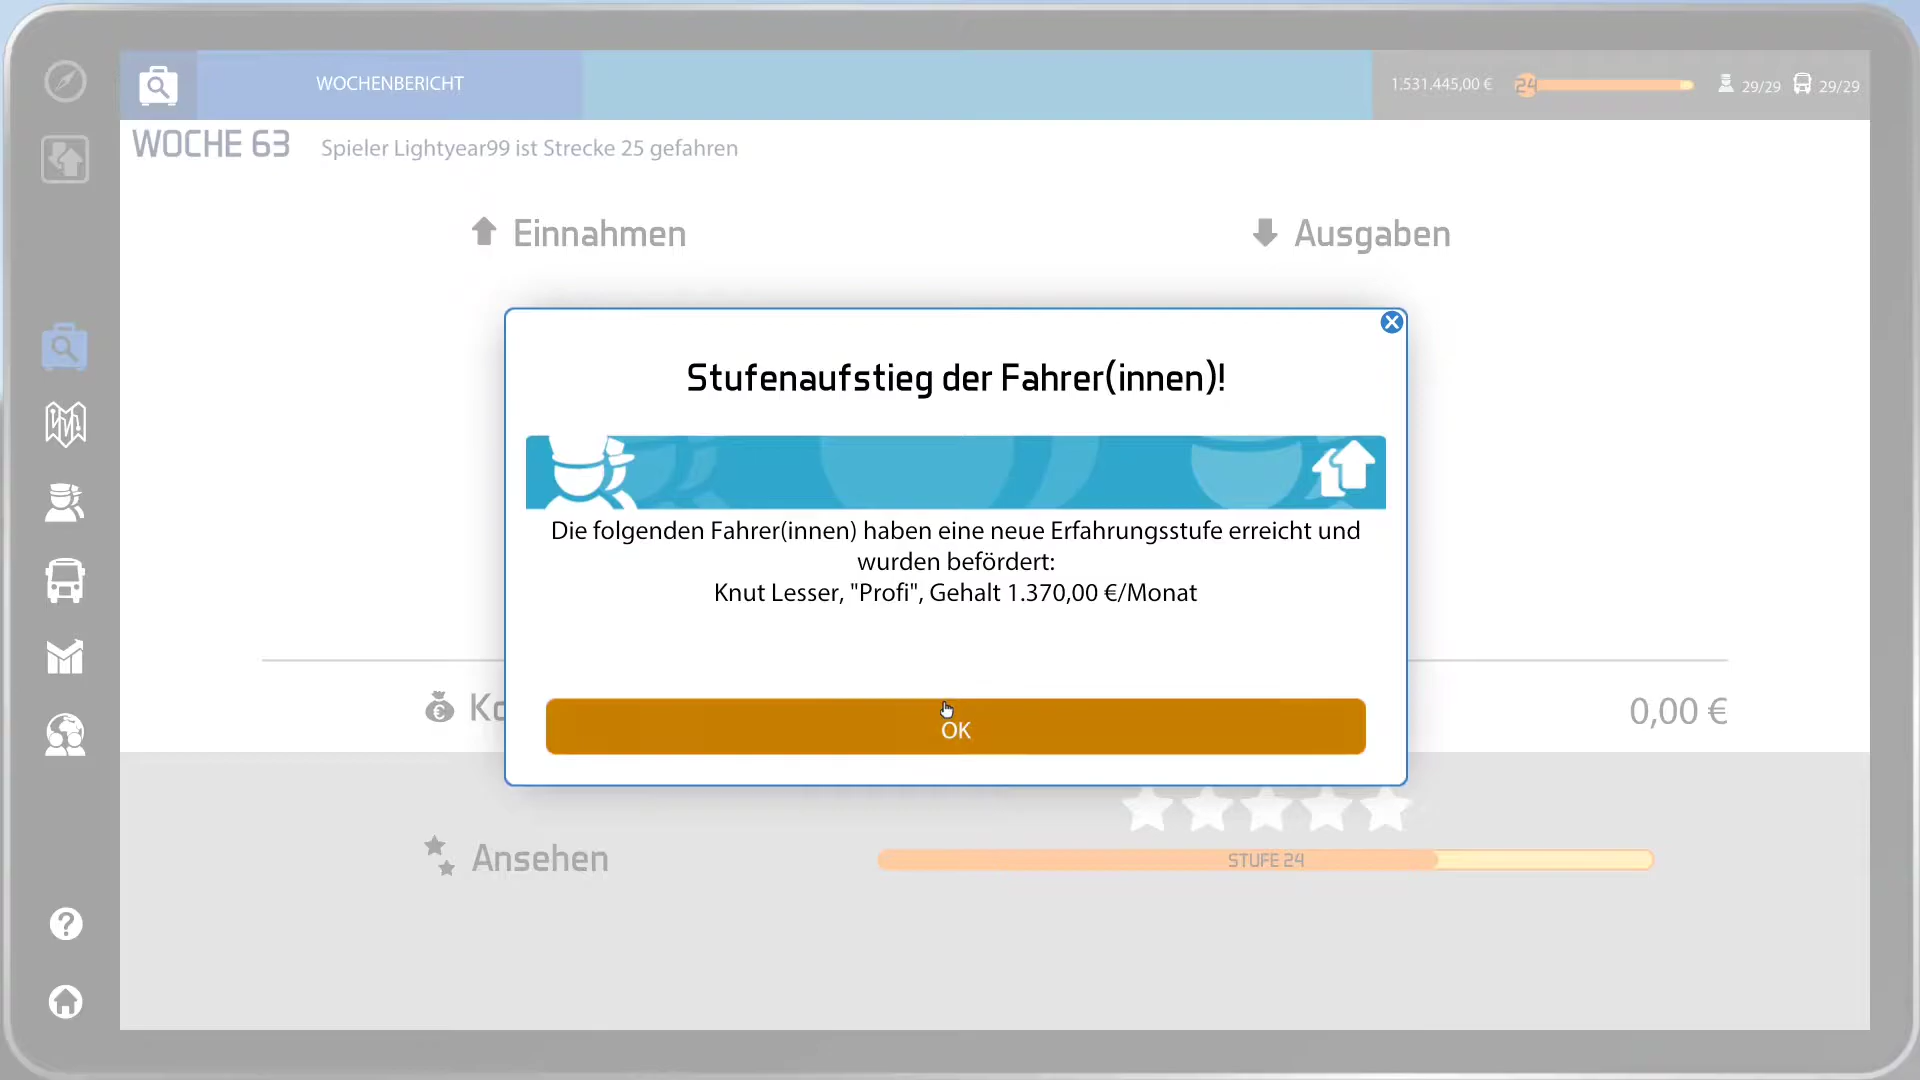 WOCHENBERICHT
1.531.445,00 €
24
29/29
29/29
WOCHE 63
Spieler Lightyear99 ist Strecke 25 gefahren
Einnahmen
Ausgaben
Stufenaufstieg der Fahrer(innen)!
Die folgenden Fahrer(innen) haben eine neue Erfahrungsstufe erreicht und
wurden befördert:
Knut Lesser, "Profi", Gehalt 1.370,00 €/Monat
0,00 €
OK
Ansehen
STUFE 24